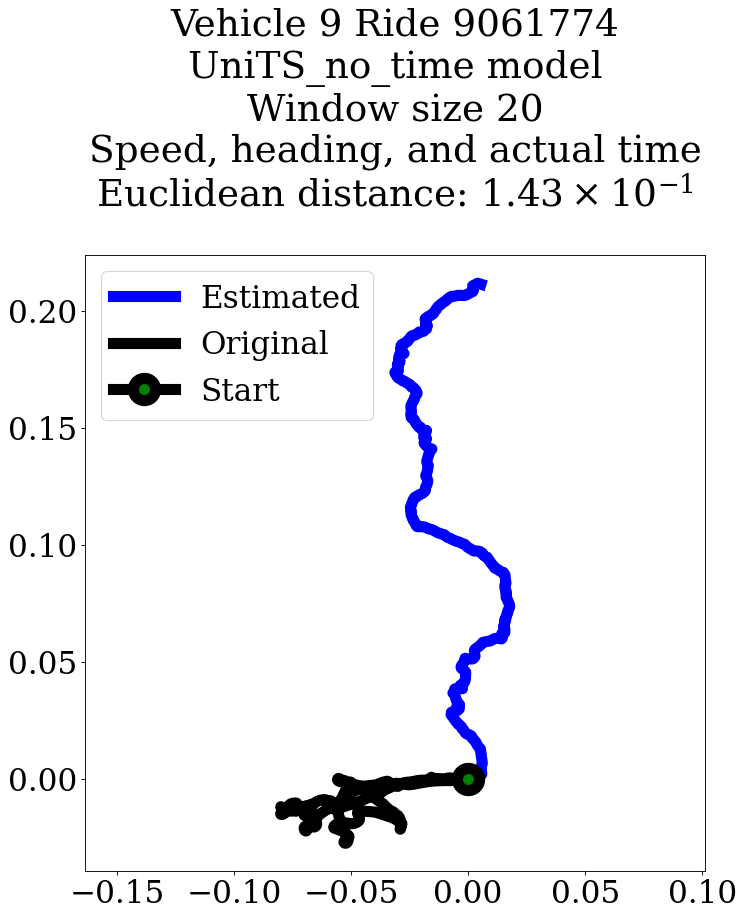 Vehicle 9 Ride 9061774
UniTS_no_time model
Window size 20
Speed, heading, and actual time
Euclidean distance: 1.43 × 10⁻¹
Estimated
Original
Start
0.20
0.15
0.10
0.05
0.00
−0.15 −0.10 −0.05 0.00 0.05 0.10